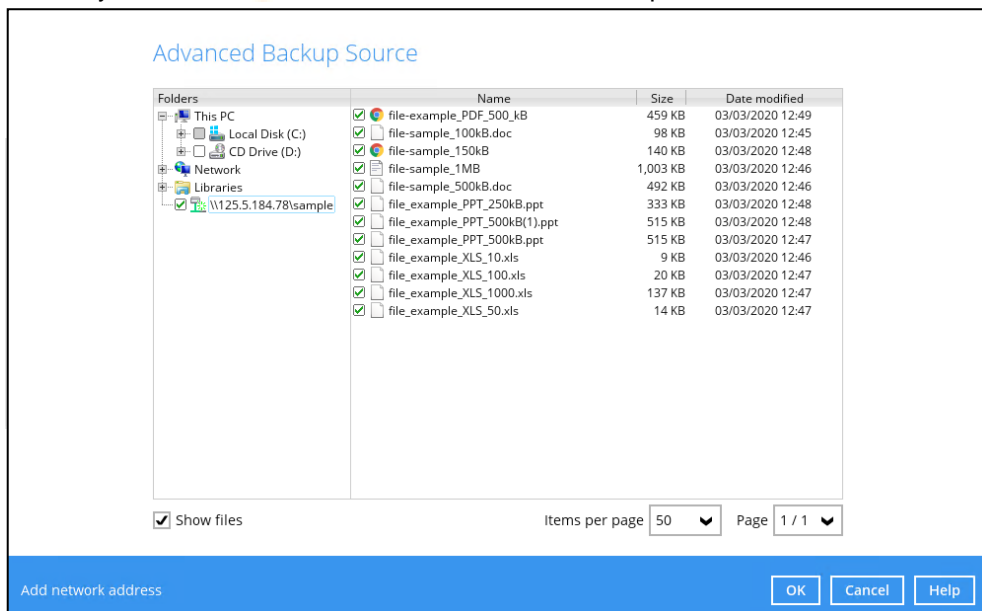 Advanced Backup Source
Folders Name Size Date modified
This PC
Local Disk (C:)
CD Drive (D:)
Network
Libraries
\\125.5.184.78\sample
file-example_PDF_500_kB 459 KB 03/03/2020 12:49
file-sample_100kB.doc 98 KB 03/03/2020 12:45
file-sample_150kB 140 KB 03/03/2020 12:48
file-sample_1MB 1,003 KB 03/03/2020 12:46
file-sample_500kB.doc 492 KB 03/03/2020 12:46
file_example_PPT_250kB.ppt 333 KB 03/03/2020 12:48
file_example_PPT_500kB(1).ppt 515 KB 03/03/2020 12:48
file_example_PPT_500kB.ppt 515 KB 03/03/2020 12:47
file_example_XLS_10.xls 9 KB 03/03/2020 12:46
file_example_XLS_100.xls 20 KB 03/03/2020 12:47
file_example_XLS_1000.xls 137 KB 03/03/2020 12:47
file_example_XLS_50.xls 14 KB 03/03/2020 12:47
Show files Items per page 50 Page 1 / 1
Add network address OK Cancel Help